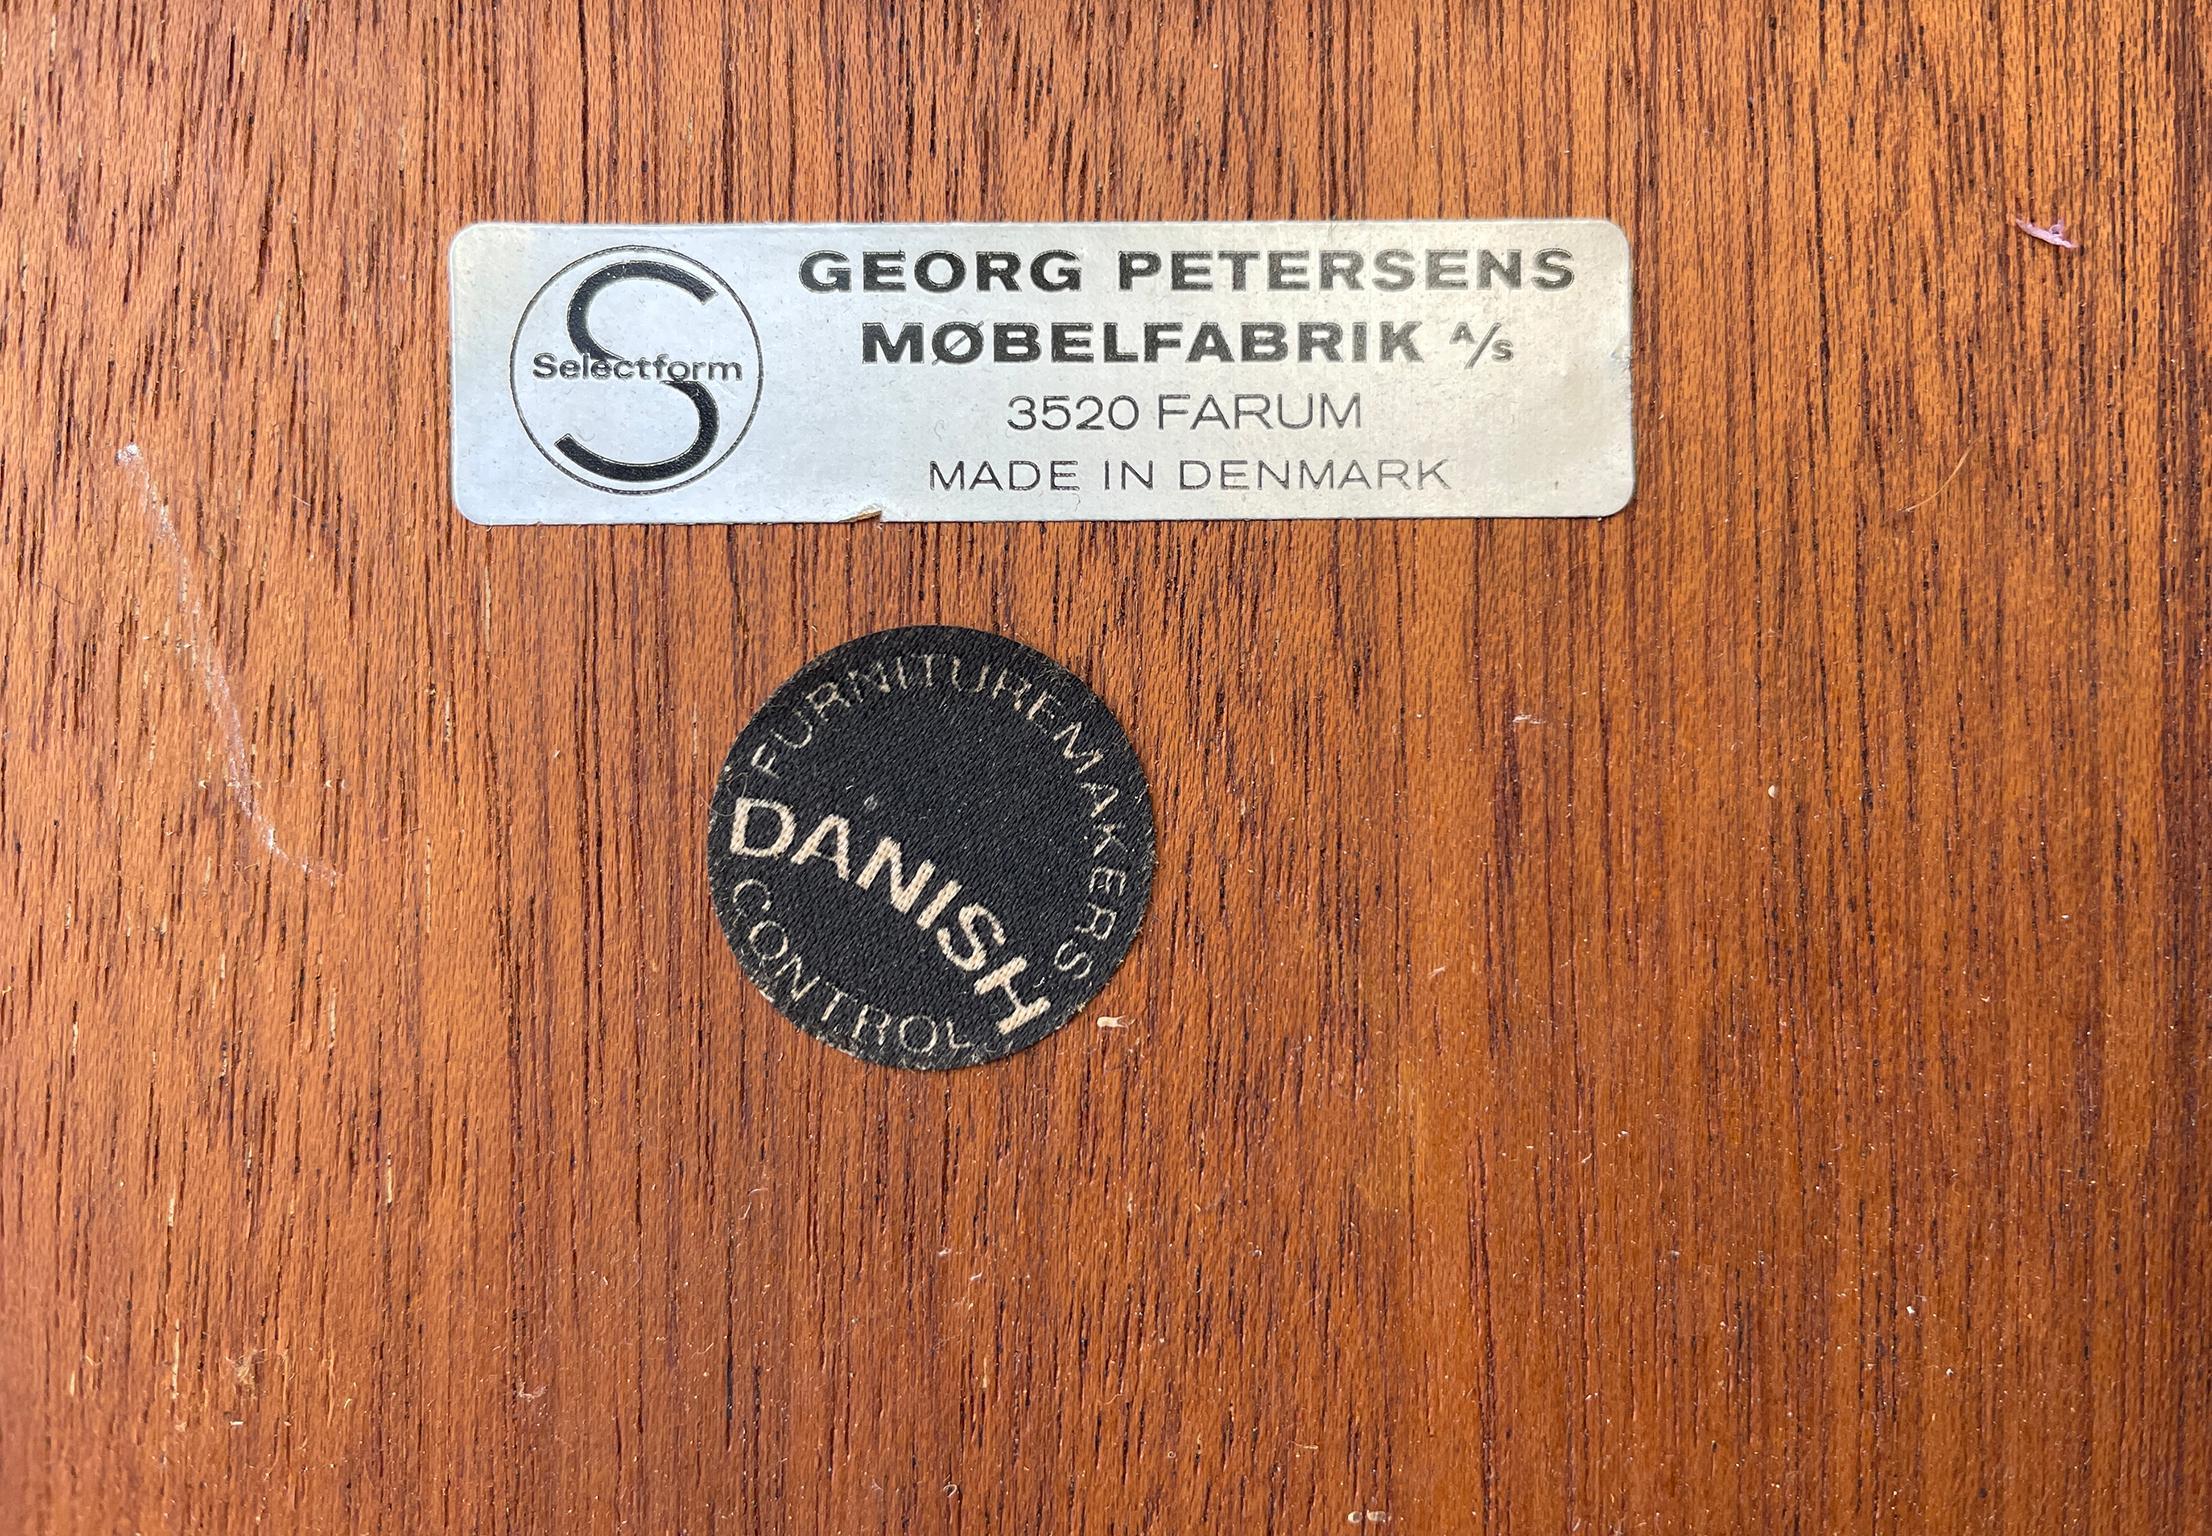 Selectform
GEORG PETERSENS
MØBELFABRIK A/S
3520 FARUM
MADE IN DENMARK
FURNITUREMAKERS
DANISH
CONTROL